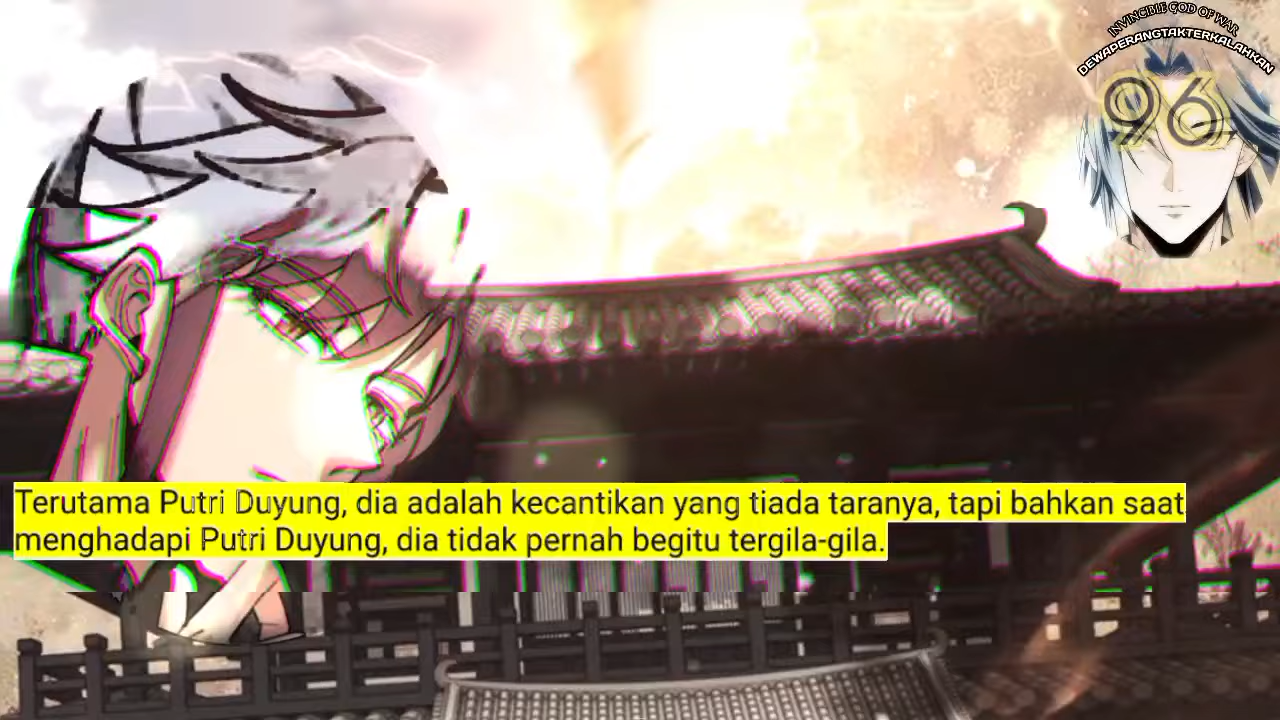 INVINCIBLE GOD OF WAR
DEWAPERANGTAKTERKALAHKAN
96
Terutama Putri Duyung, dia adalah kecantikan yang tiada taranya, tapi bahkan saat
menghadapi Putri Duyung, dia tidak pernah begitu tergila-gila.